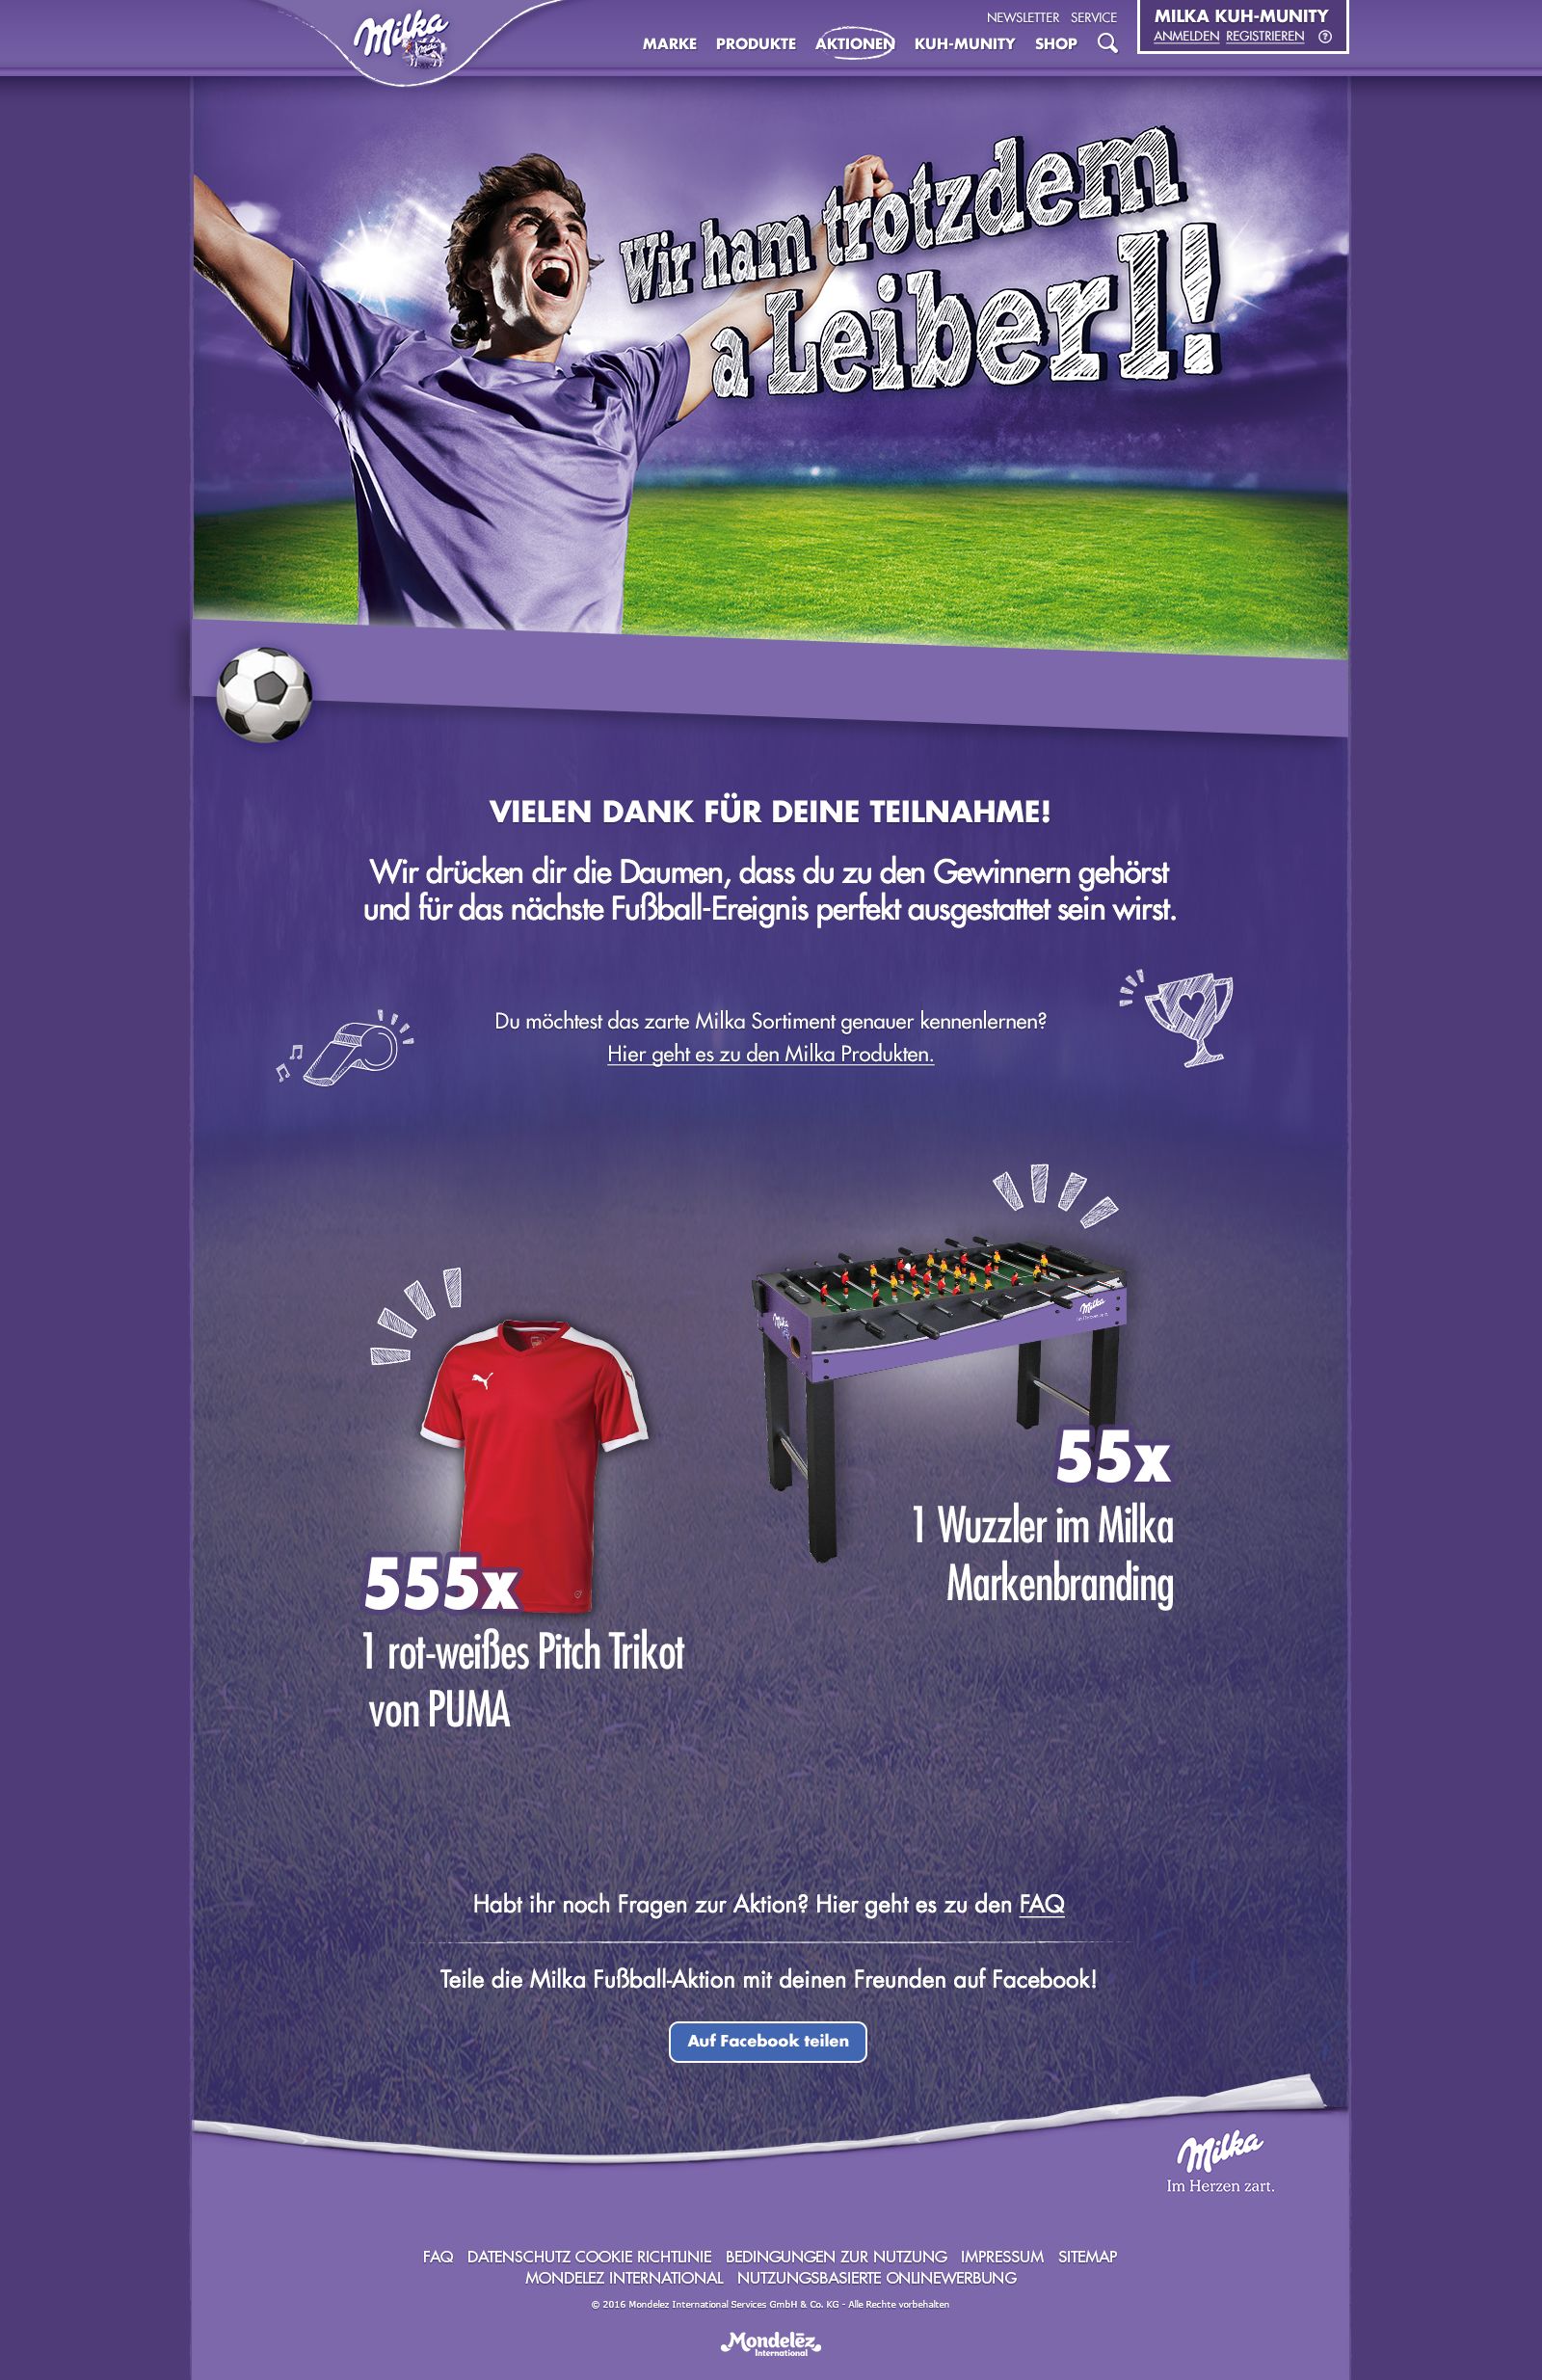 Milka
NEWSLETTER SERVICE
MILKA KUH-MUNITY
ANMELDEN REGISTRIEREN ?
MARKE PRODUKTE AKTIONEN KUH-MUNITY SHOP
Wir ham trotzdem
a Leiberl!
VIELEN DANK FÜR DEINE TEILNAHME!
Wir drücken dir die Daumen, dass du zu den Gewinnern gehörst
und für das nächste Fußball-Ereignis perfekt ausgestattet sein wirst.
Du möchtest das zarte Milka Sortiment genauer kennenlernen?
Hier geht es zu den Milka Produkten.
Milka
Milka
55x
1 Wuzzler im Milka
Markenbranding
555x
1 rot-weißes Pitch Trikot
von PUMA
Habt ihr noch Fragen zur Aktion? Hier geht es zu den FAQ
Teile die Milka Fußball-Aktion mit deinen Freunden auf Facebook!
Auf Facebook teilen
Milka
Im Herzen zart.
FAQ DATENSCHUTZ COOKIE RICHTLINIE BEDINGUNGEN ZUR NUTZUNG IMPRESSUM SITEMAP
MONDELEZ INTERNATIONAL NUTZUNGSBASIERTE ONLINEWERBUNG
© 2016 Mondelez International Services GmbH & Co. KG - Alle Rechte vorbehalten
Mondelēz
International